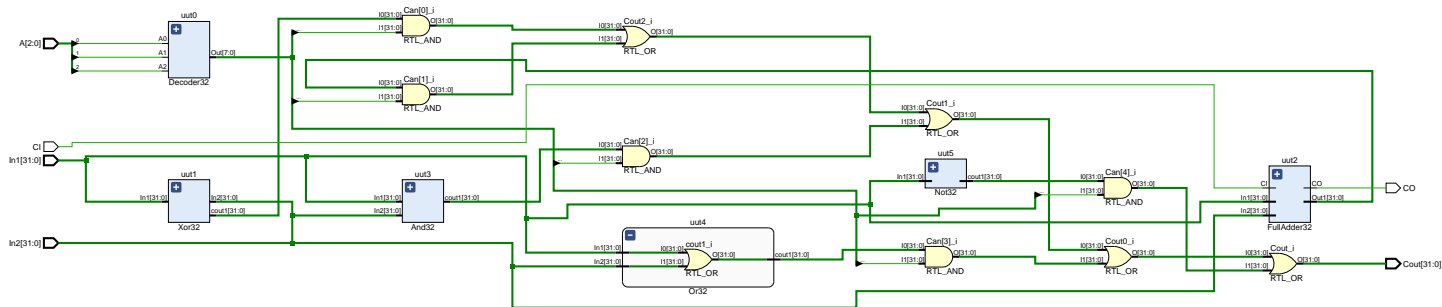 A[2:0]
CI
In1[31:0]
In2[31:0]
uut0
0
1
2
A0
A1
A2
Out[7:0]
Decoder32
uut1
In1[31:0]
In2[31:0]
cout1[31:0]
Xor32
Can[0]_i
I0[31:0]
I1[31:0]
O[31:0]
RTL_AND
Can[1]_i
I0[31:0]
I1[31:0]
O[31:0]
RTL_AND
uut3
In1[31:0]
In2[31:0]
cout1[31:0]
And32
Cout2_i
I0[31:0]
I1[31:0]
O[31:0]
RTL_OR
Can[2]_i
I0[31:0]
I1[31:0]
O[31:0]
RTL_AND
uut4
In1[31:0]
In2[31:0]
cout1_i
I0[31:0]
I1[31:0]
O[31:0]
RTL_OR
cout1[31:0]
Or32
Cout1_i
I0[31:0]
I1[31:0]
O[31:0]
RTL_OR
uut5
In1[31:0]
cout1[31:0]
Not32
Can[3]_i
I0[31:0]
I1[31:0]
O[31:0]
RTL_AND
Can[4]_i
I0[31:0]
I1[31:0]
O[31:0]
RTL_AND
Cout0_i
I0[31:0]
I1[31:0]
O[31:0]
RTL_OR
uut2
CI
In1[31:0]
In2[31:0]
CO
Out1[31:0]
FullAdder32
Cout_i
I0[31:0]
I1[31:0]
O[31:0]
RTL_OR
CO
Cout[31:0]